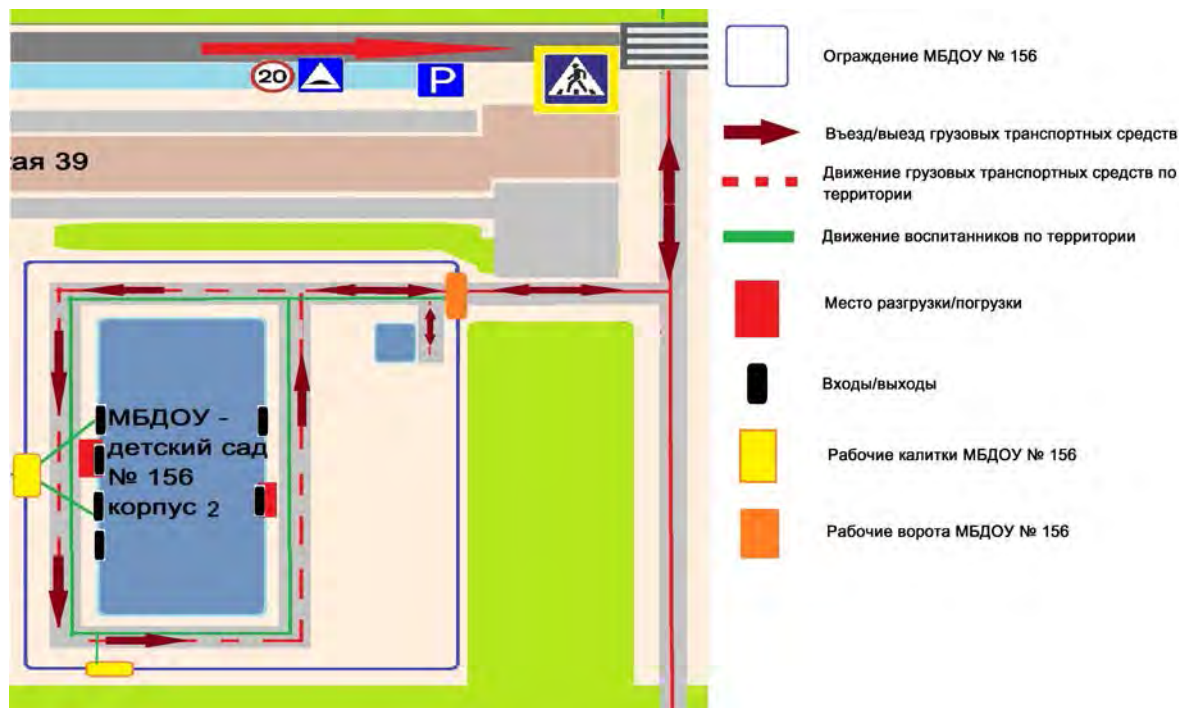 20
P
ая 39
МБДОУ -
детский сад
№ 156
корпус 2
Ограждение МБДОУ № 156
Въезд/выезд грузовых транспортных средств
Движение грузовых транспортных средств по
территории
Движение воспитанников по территории
Место разгрузки/погрузки
Входы/выходы
Рабочие калитки МБДОУ № 156
Рабочие ворота МБДОУ № 156